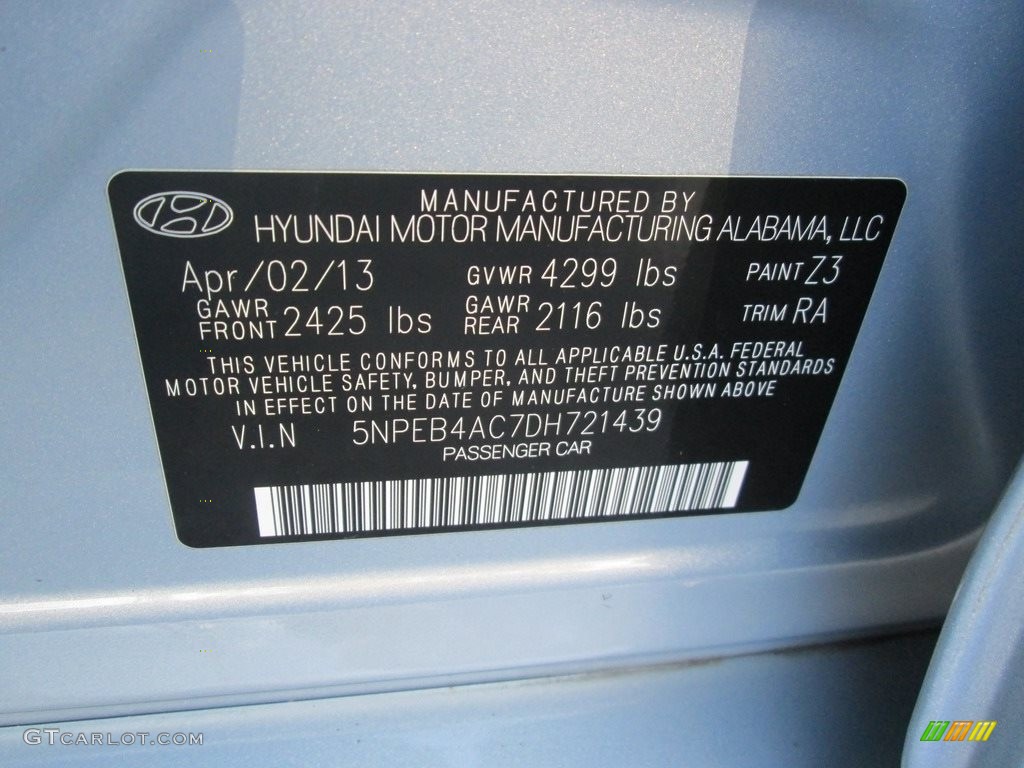 MANUFACTURED BY
HYUNDAI MOTOR MANUFACTURING ALABAMA, LLC
Apr/02/13 GVWR 4299 lbs PAINT Z3
GAWR FRONT 2425 lbs GAWR REAR 2116 lbs TRIM RA
THIS VEHICLE CONFORMS TO ALL APPLICABLE U.S.A. FEDERAL
MOTOR VEHICLE SAFETY, BUMPER, AND THEFT PREVENTION STANDARDS
IN EFFECT ON THE DATE OF MANUFACTURE SHOWN ABOVE
V.I.N 5NPEB4AC7DH721439
PASSENGER CAR
GTCARLOT.COM